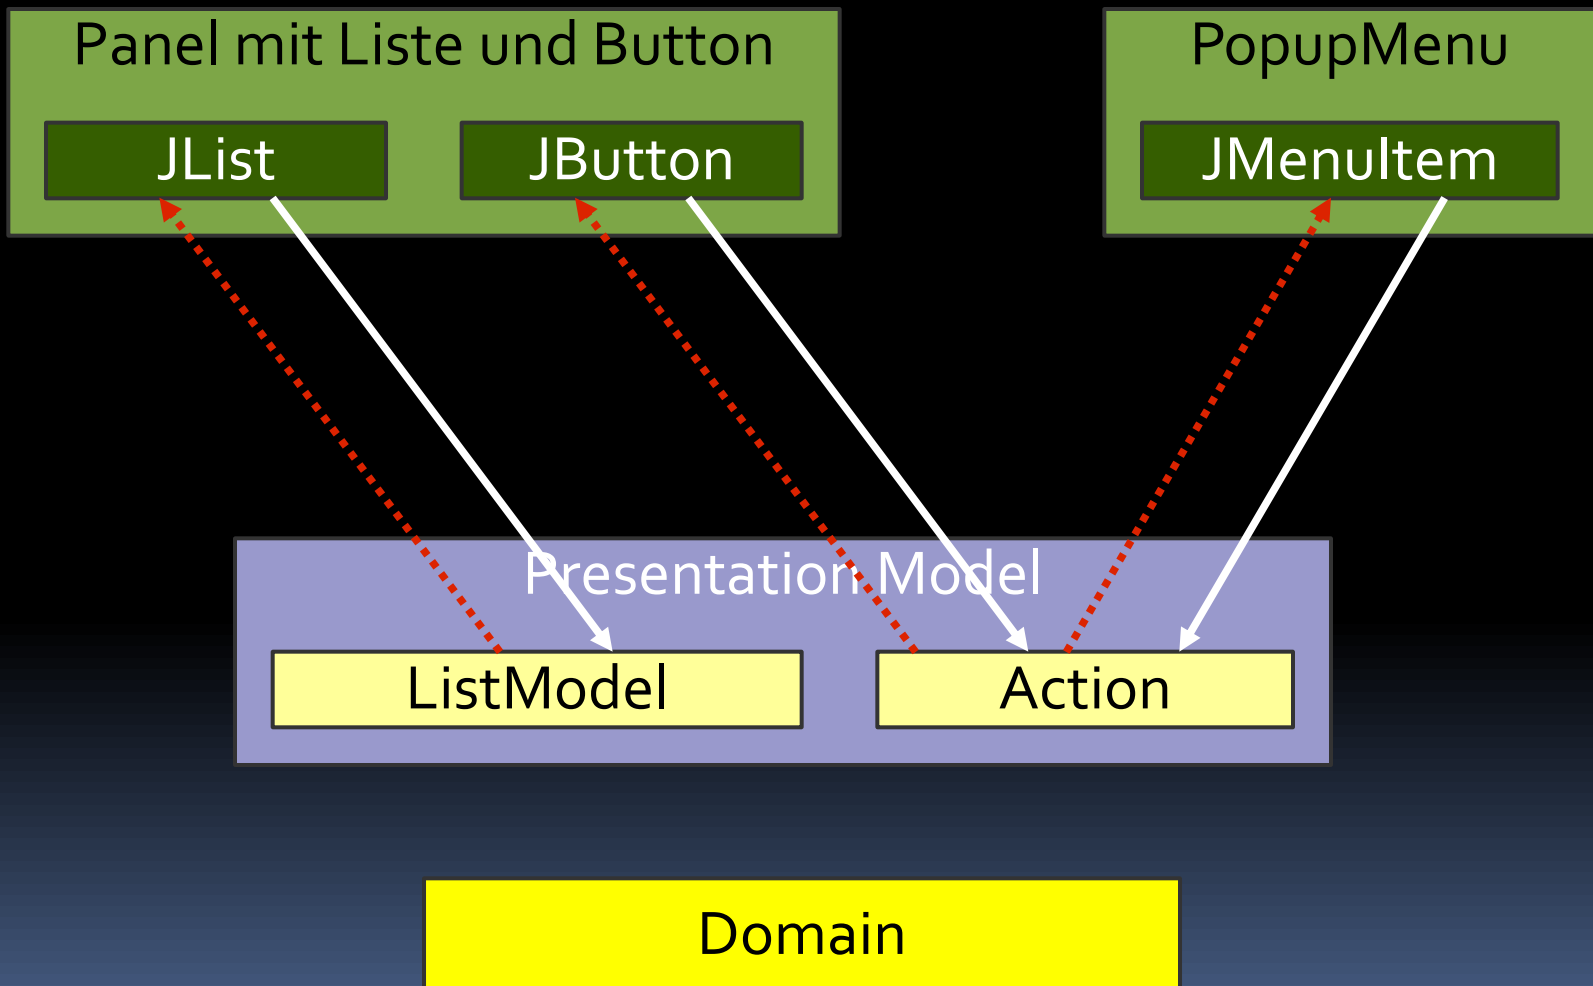 Panel mit Liste und Button
PopupMenu
JList
JButton
JMenuItem
Presentation Model
ListModel
Action
Domain